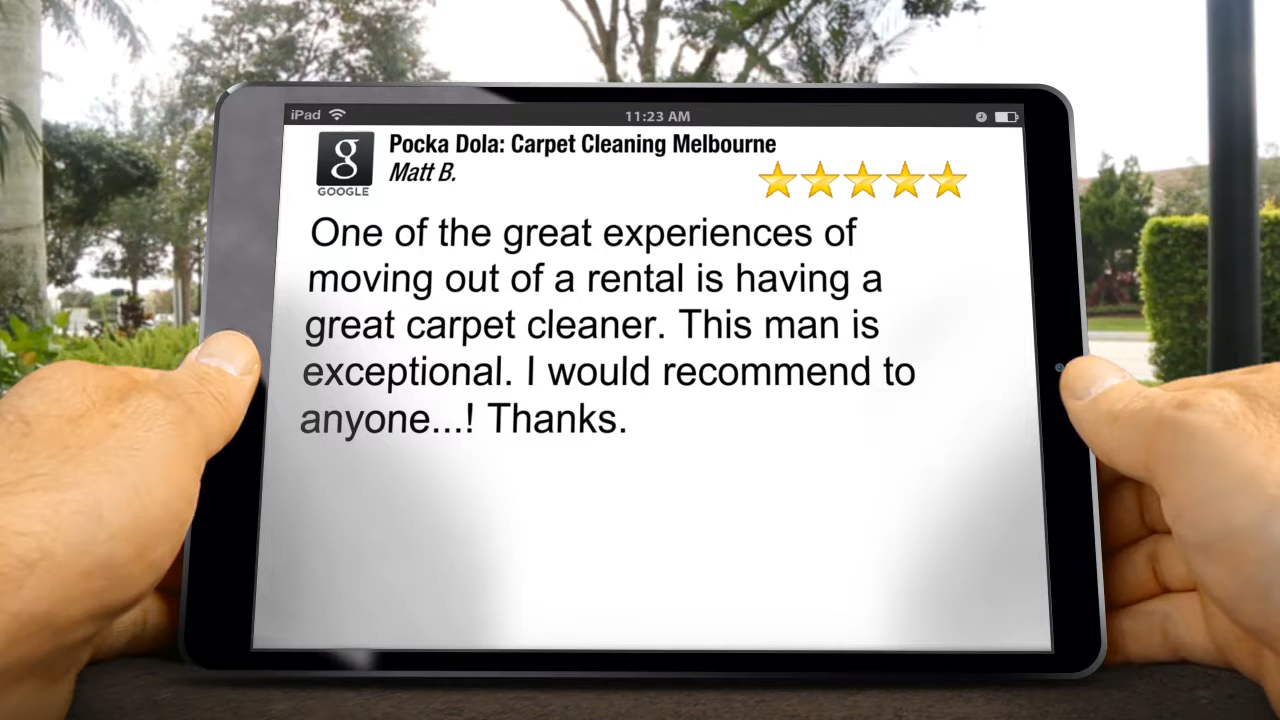 iPad 11:23 AM
g
GOOGLE
Pocka Dola: Carpet Cleaning Melbourne
Matt B.
One of the great experiences of
moving out of a rental is having a
great carpet cleaner. This man is
exceptional. I would recommend to
anyone...! Thanks.